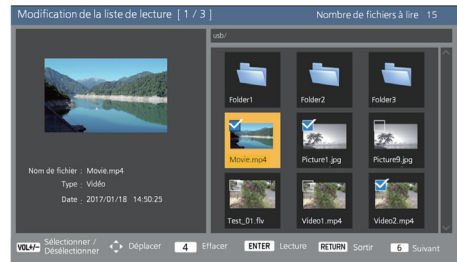 Modification de la liste de lecture [ 1 / 3 ]
Nombre de fichiers à lire 15
usb/
Folder1
Folder2
Folder3
Movie.mp4
Picture1.jpg
Picture9.jpg
Test_01.flv
Video1.mp4
Video2.mp4
Nom de fichier : Movie.mp4
Type : Vidéo
Date : 2017/01/18 14:50.25
VOL+/- Sélectionner /
Désélectionner
Déplacer
4 Effacer
ENTER Lecture
RETURN Sortir
6 Suivant